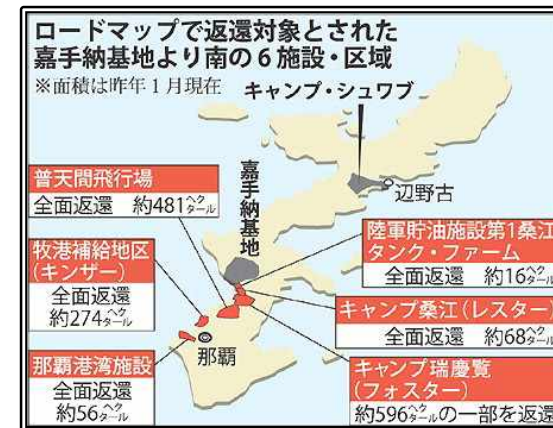 ロードマップで返還対象とされた
嘉手納基地より南の6施設・区域
※面積は昨年1月現在
キャンプ・シュワブ
辺野古
嘉手納基地
普天間飛行場
全面返還 約481ヘクタール
牧港補給地区
(キンザー)
全面返還
約274ヘクタール
那覇港湾施設
全面返還
約56ヘクタール
那覇
陸軍貯油施設第1桑江
タンク・ファーム
全面返還 約16ヘクタール
キャンプ桑江(レスター)
全面返還 約68ヘクタール
キャンプ瑞慶覧
(フォスター)
約596ヘクタールの一部を返還